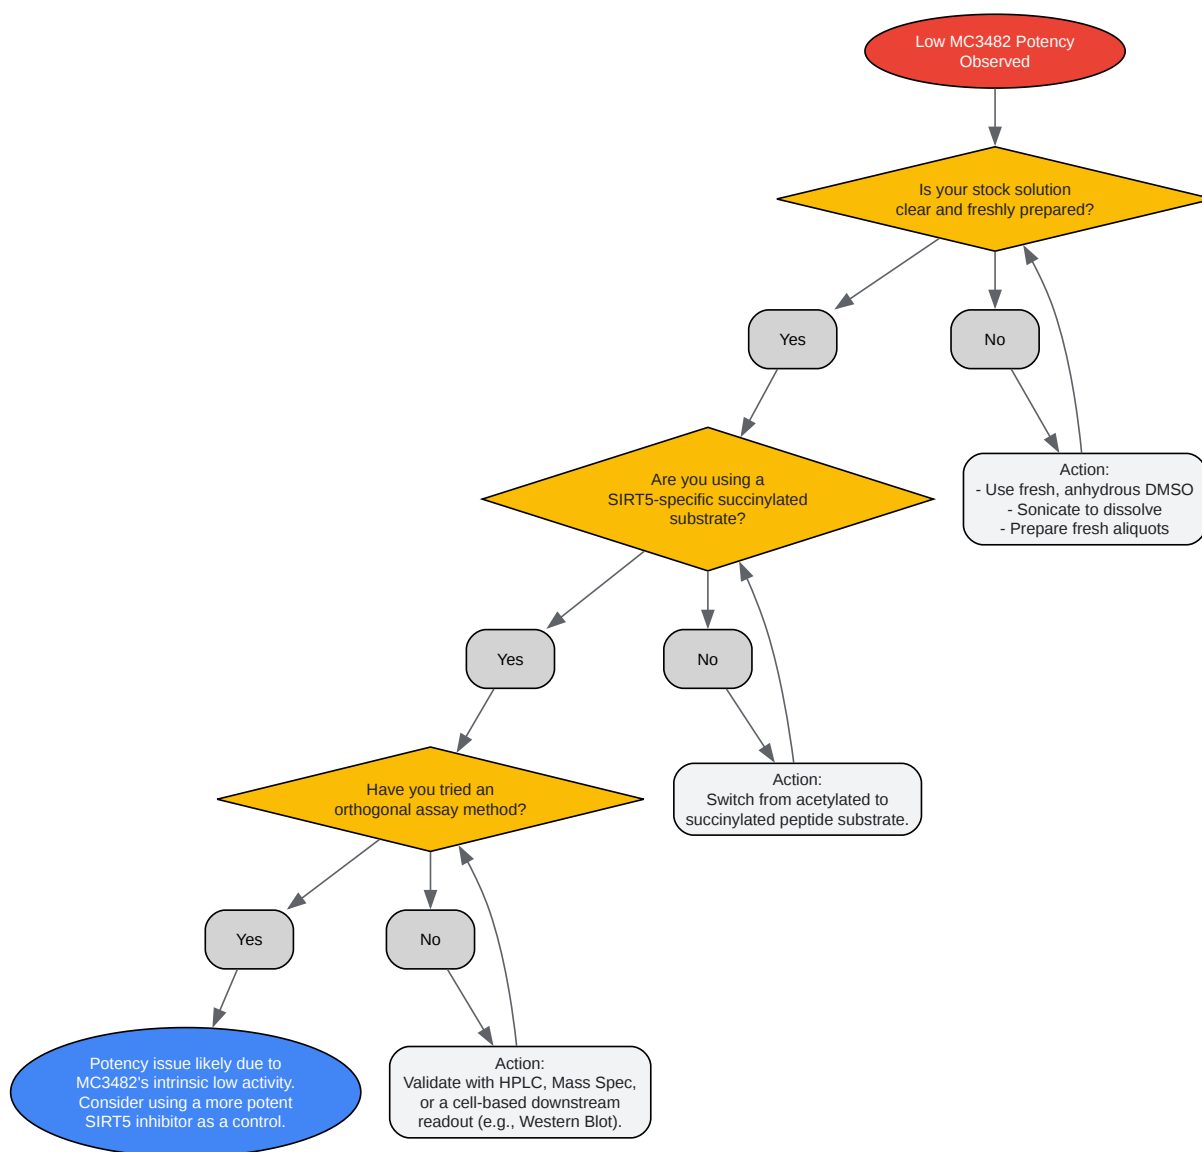 Low MC3482 Potency
Observed
Is your stock solution
clear and freshly prepared?
Yes
No
Action:
- Use fresh, anhydrous DMSO
- Sonicate to dissolve
- Prepare fresh aliquots
Are you using a
SIRT5-specific succinylated
substrate?
Yes
No
Action:
Switch from acetylated to
succinylated peptide substrate.
Have you tried an
orthogonal assay method?
Yes
No
Potency issue likely due to
MC3482's intrinsic low activity.
Consider using a more potent
SIRT5 inhibitor as a control.
Action:
Validate with HPLC, Mass Spec,
or a cell-based downstream
readout (e.g., Western Blot).